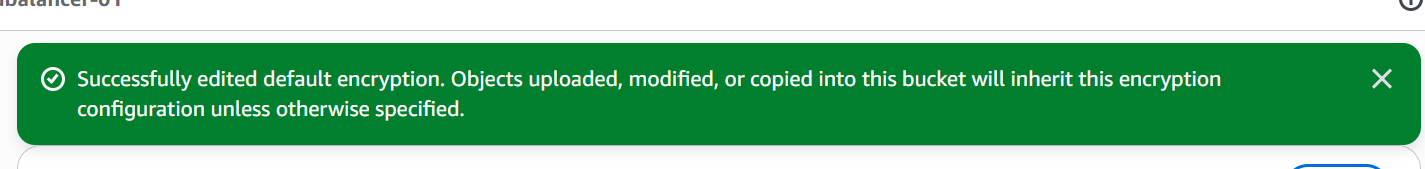 Successfully edited default encryption. Objects uploaded, modified, or copied into this bucket will inherit this encryption
configuration unless otherwise specified.